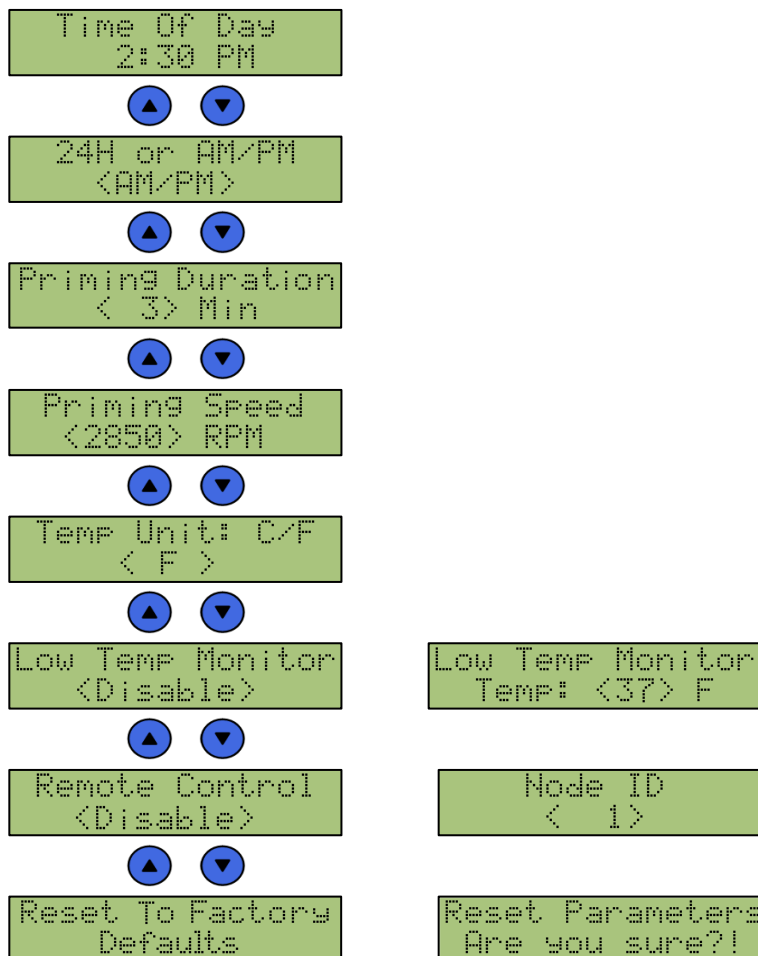 Time Of Day
2:30 PM
24H or AM/PM
<AM/PM>
Priming Duration
< 3> Min
Priming Speed
<2850> RPM
Temp Unit: C/F
< F >
Low Temp Monitor
<Disable>
Low Temp Monitor
Temp: <37> F
Remote Control
<Disable>
Node ID
< 1>
Reset To Factory
Defaults
Reset Parameters
Are you sure?!